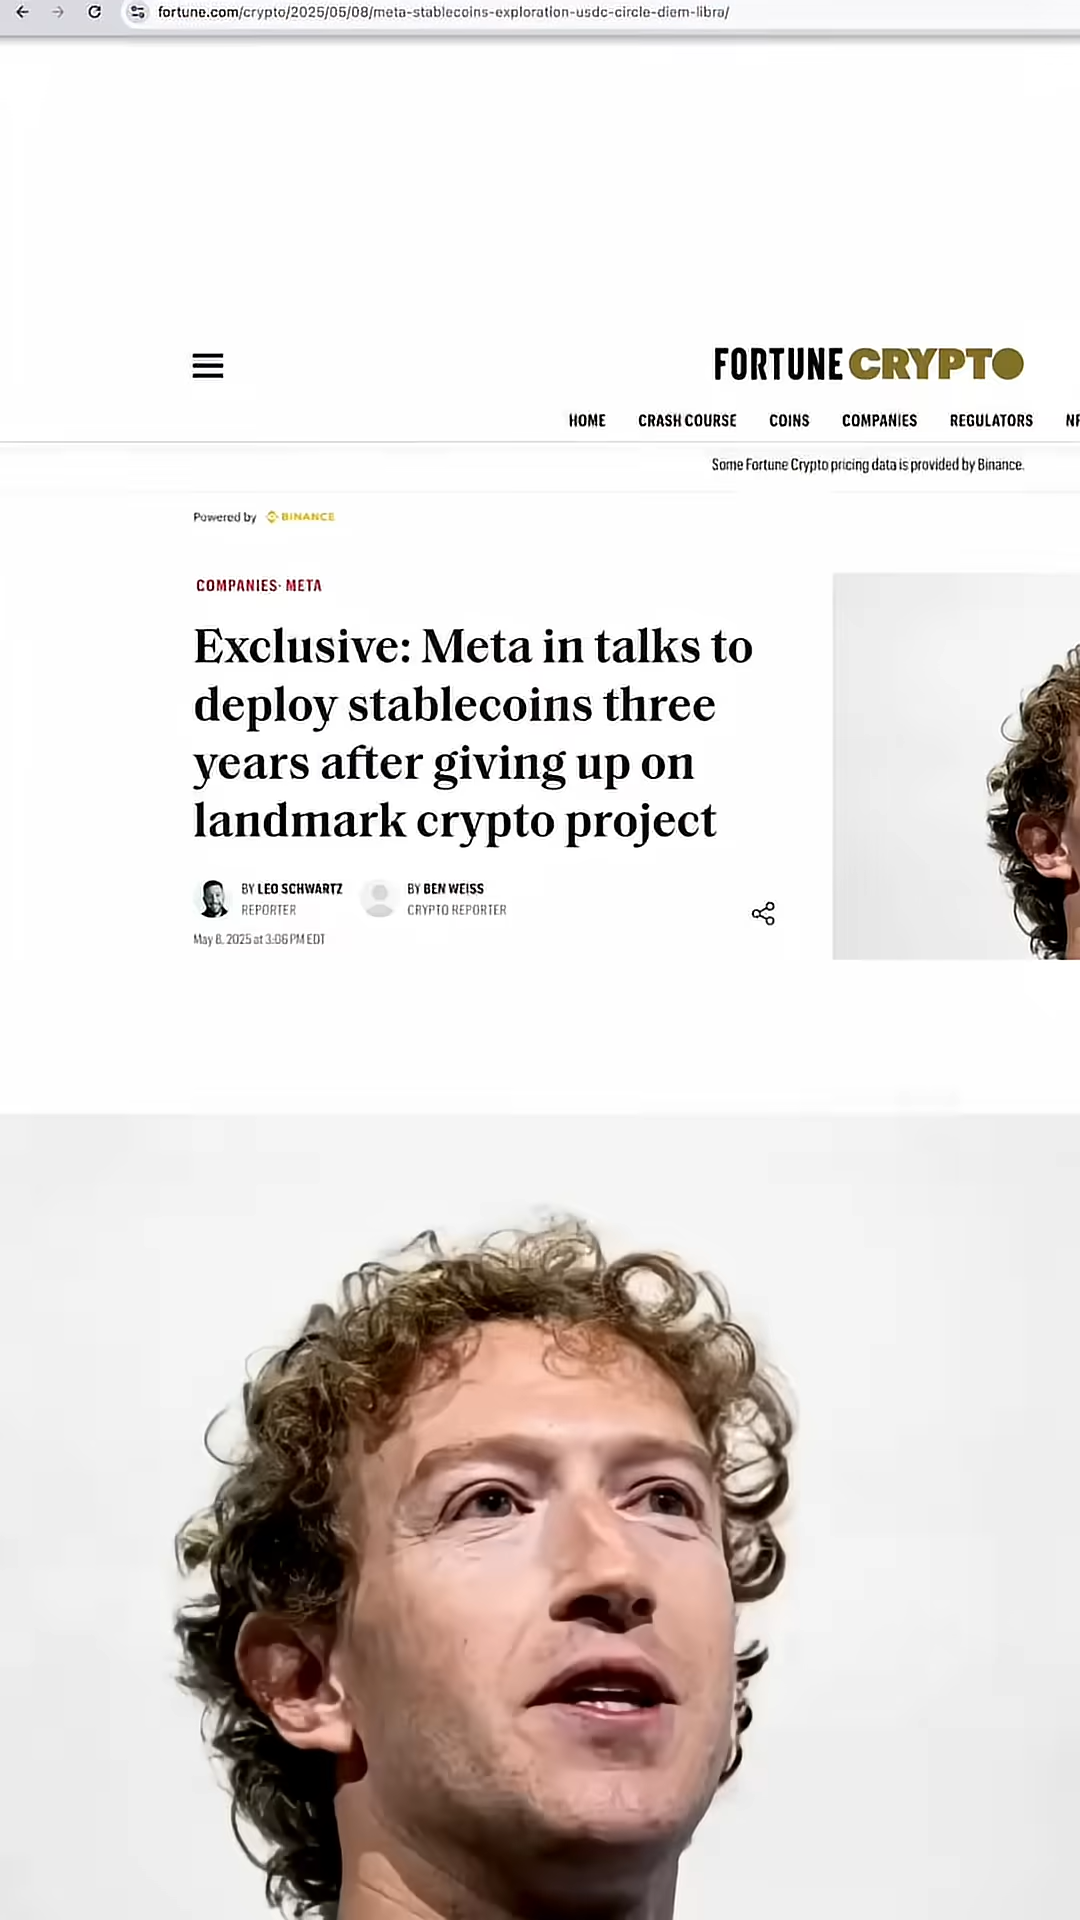 fortune.com/crypto/2025/05/08/meta-stablecoins-exploration-usdc-circle-diem-libra/
FORTUNE CRYPTO
HOME CRASH COURSE COINS COMPANIES REGULATORS
Some Fortune Crypto pricing data is provided by Binance.
Powered by BINANCE
COMPANIES· META
Exclusive: Meta in talks to
deploy stablecoins three
years after giving up on
landmark crypto project
BY LEO SCHWARTZ BY BEN WEISS
REPORTER CRYPTO REPORTER
May 8, 2025 at 3:06 PM EDT